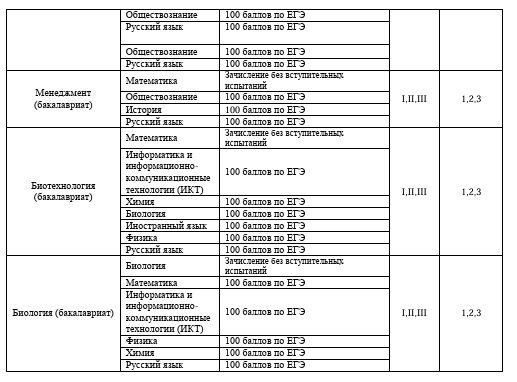 Обществознание 100 баллов по ЕГЭ
Русский язык 100 баллов по ЕГЭ
Обществознание 100 баллов по ЕГЭ
Русский язык 100 баллов по ЕГЭ
Менеджмент (бакалавриат) Математика Зачисление без вступительных испытаний I,II,III 1,2,3
Обществознание 100 баллов по ЕГЭ
История 100 баллов по ЕГЭ
Русский язык 100 баллов по ЕГЭ
Биотехнология (бакалавриат) Математика Зачисление без вступительных испытаний I,II,III 1,2,3
Информатика и информационно-коммуникационные технологии (ИКТ) 100 баллов по ЕГЭ
Химия 100 баллов по ЕГЭ
Биология 100 баллов по ЕГЭ
Иностранный язык 100 баллов по ЕГЭ
Физика 100 баллов по ЕГЭ
Русский язык 100 баллов по ЕГЭ
Биология (бакалавриат) Биология Зачисление без вступительных испытаний I,II,III 1,2,3
Математика 100 баллов по ЕГЭ
Информатика и информационно-коммуникационные технологии (ИКТ) 100 баллов по ЕГЭ
Физика 100 баллов по ЕГЭ
Химия 100 баллов по ЕГЭ
Русский язык 100 баллов по ЕГЭ